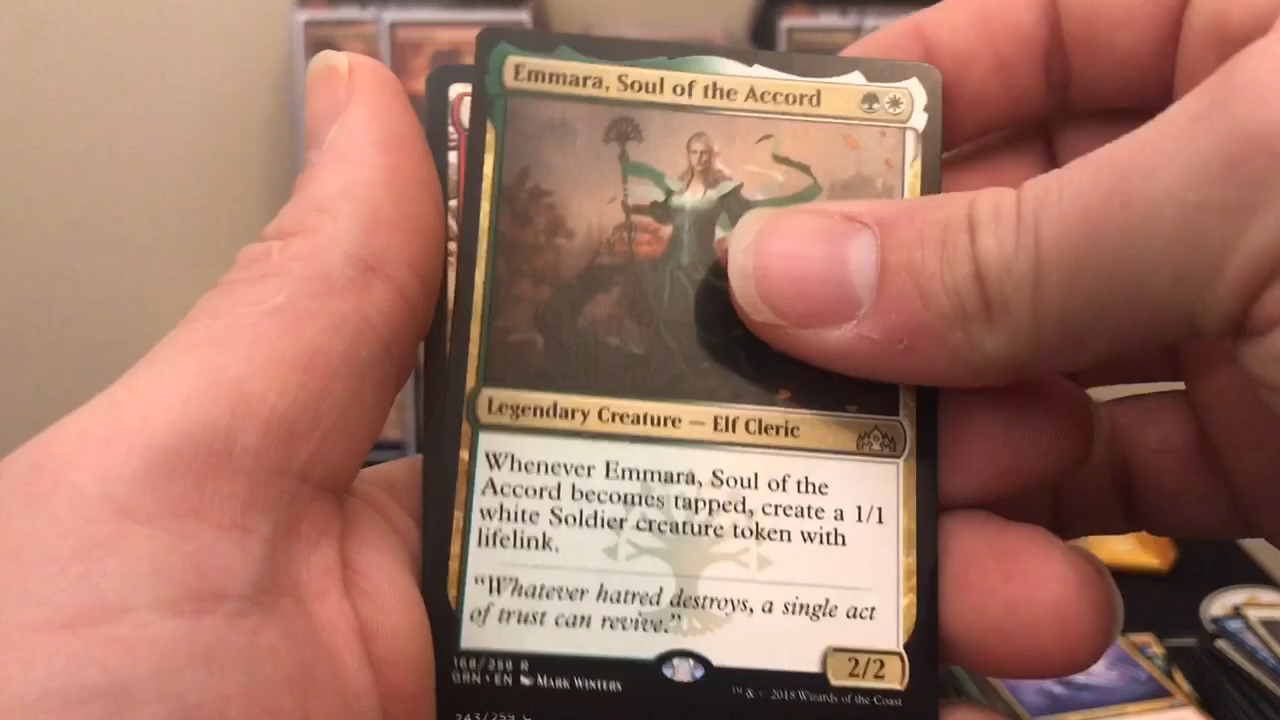 Emmara, Soul of the Accord
Legendary Creature — Elf Cleric
Whenever Emmara, Soul of the
Accord becomes tapped, create a 1/1
white Soldier creature token with
lifelink.
"Whatever hatred destroys, a single act
of trust can revive."
2/2
168/259 R
GRN • EN Mark Winters
™ & © 2018 Wizards of the Coast
243/259 C